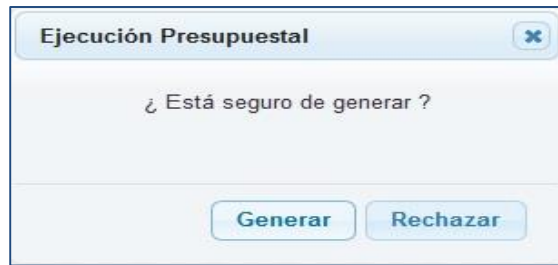 Ejecución Presupuestal
¿ Está seguro de generar ?
Generar Rechazar